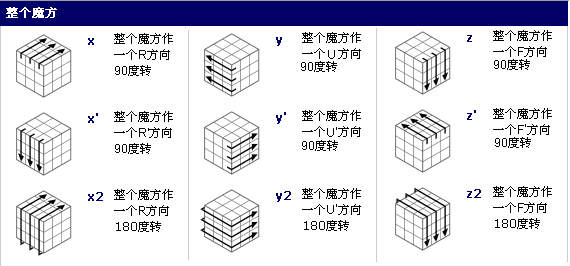 整个魔方
x 整个魔方作
一个R方向
90度转
y 整个魔方作
一个U方向
90度转
z 整个魔方作
一个F方向
90度转
x' 整个魔方作
一个R'方向
90度转
y' 整个魔方作
一个U'方向
90度转
z' 整个魔方作
一个F'方向
90度转
x2 整个魔方作
一个R方向
180度转
y2 整个魔方作
一个U'方向
180度转
z2 整个魔方作
一个F方向
180度转